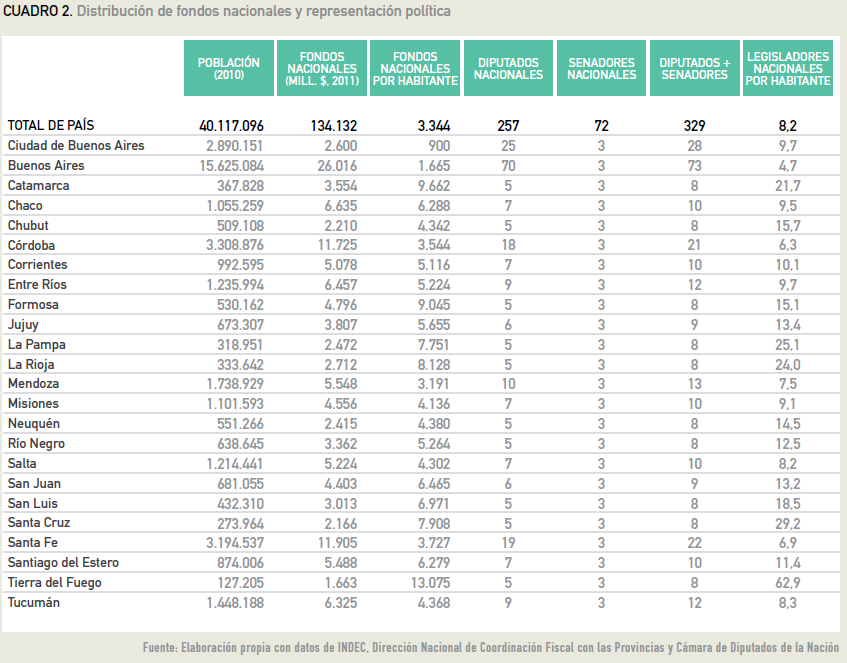 CUADRO 2. Distribución de fondos nacionales y representación política
POBLACIÓN (2010) FONDOS NACIONALES (MILL. $, 2011) FONDOS NACIONALES POR HABITANTE DIPUTADOS NACIONALES SENADORES NACIONALES DIPUTADOS + SENADORES LEGISLADORES NACIONALES POR HABITANTE
TOTAL DE PAÍS 40.117.096 134.132 3.344 257 72 329 8,2
Ciudad de Buenos Aires 2.890.151 2.600 900 25 3 28 9,7
Buenos Aires 15.625.084 26.016 1.665 70 3 73 4,7
Catamarca 367.828 3.554 9.662 5 3 8 21,7
Chaco 1.055.259 6.635 6.288 7 3 10 9,5
Chubut 509.108 2.210 4.342 5 3 8 15,7
Córdoba 3.308.876 11.725 3.544 18 3 21 6,3
Corrientes 992.595 5.078 5.116 7 3 10 10,1
Entre Ríos 1.235.994 6.457 5.224 9 3 12 9,7
Formosa 530.162 4.796 9.045 5 3 8 15,1
Jujuy 673.307 3.807 5.655 6 3 9 13,4
La Pampa 318.951 2.472 7.751 5 3 8 25,1
La Rioja 333.642 2.712 8.128 5 3 8 24,0
Mendoza 1.738.929 5.548 3.191 10 3 13 7,5
Misiones 1.101.593 4.556 4.136 7 3 10 9,1
Neuquén 551.266 2.415 4.380 5 3 8 14,5
Río Negro 638.645 3.362 5.264 5 3 8 12,5
Salta 1.214.441 5.224 4.302 7 3 10 8,2
San Juan 681.055 4.403 6.465 6 3 9 13,2
San Luis 432.310 3.013 6.971 5 3 8 18,5
Santa Cruz 273.964 2.166 7.908 5 3 8 29,2
Santa Fe 3.194.537 11.905 3.727 19 3 22 6,9
Santiago del Estero 874.006 5.488 6.279 7 3 10 11,4
Tierra del Fuego 127.205 1.663 13.075 5 3 8 62,9
Tucumán 1.448.188 6.325 4.368 9 3 12 8,3
Fuente: Elaboración propia con datos de INDEC, Dirección Nacional de Coordinación Fiscal con las Provincias y Cámara de Diputados de la Nación